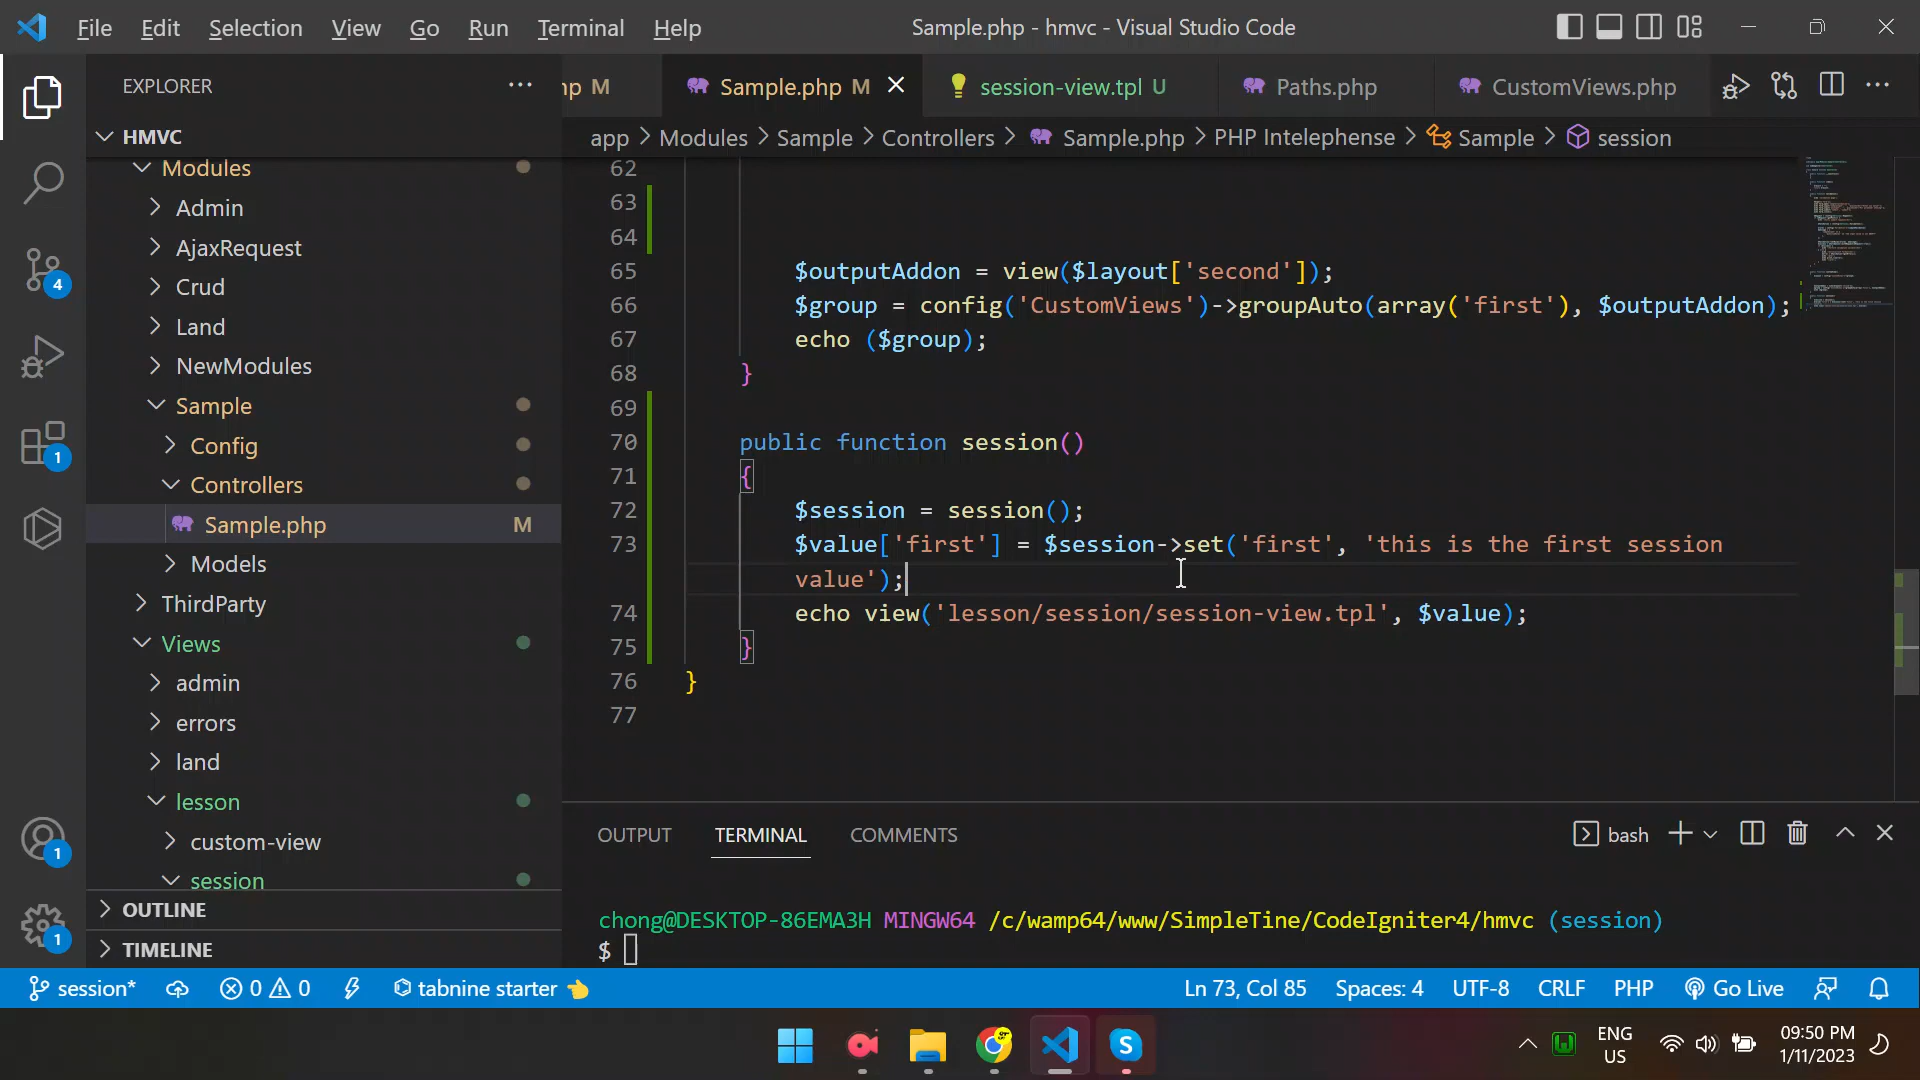 File Edit Selection View Go Run Terminal Help Sample.php - hmvc - Visual Studio Code
EXPLORER
HMVC
Modules
Admin
AjaxRequest
Crud
Land
NewModules
Sample
Config
Controllers
Sample.php M
Models
ThirdParty
Views
admin
errors
land
lesson
custom-view
session
OUTLINE
TIMELINE
4
1
1
1
np M Sample.php M session-view.tpl U Paths.php CustomViews.php
app > Modules > Sample > Controllers > Sample.php > PHP Intelephense > Sample > session
62
63
64
65 $outputAddon = view($layout['second']);
66 $group = config('CustomViews')->groupAuto(array('first'), $outputAddon);
67 echo ($group);
68 }
69
70 public function session()
71 {
72 $session = session();
73 $value['first'] = $session->set('first', 'this is the first session
value');
74 echo view('lesson/session/session-view.tpl', $value);
75 }
76 }
77
OUTPUT TERMINAL COMMENTS bash
chong@DESKTOP-86EMA3H MINGW64 /c/wamp64/www/SimpleTine/CodeIgniter4/hmvc (session)
$
session* 0 0 tabnine starter Ln 73, Col 85 Spaces: 4 UTF-8 CRLF PHP Go Live
ENG
US
09:50 PM
1/11/2023